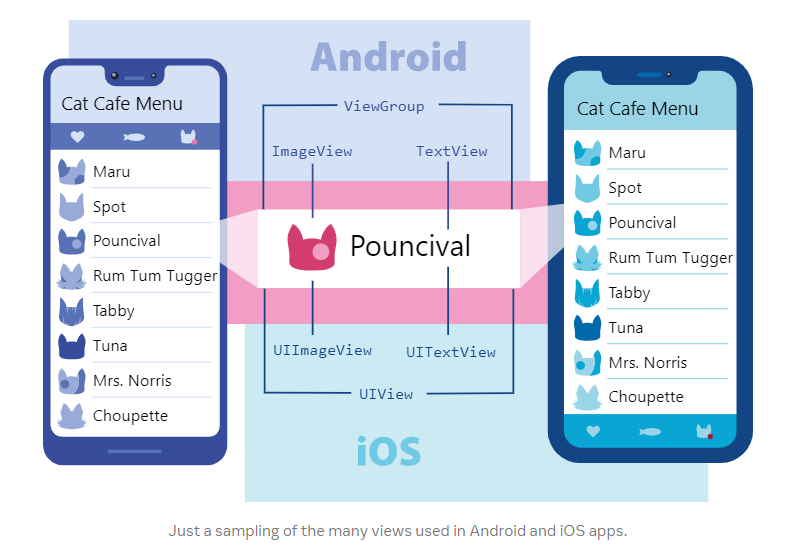 Android
Cat Cafe Menu
Maru
Spot
Pouncival
Rum Tum Tugger
Tabby
Tuna
Mrs. Norris
Choupette
ViewGroup
ImageView
TextView
Pouncival
UIImageView
UITextView
UIView
iOS
Cat Cafe Menu
Maru
Spot
Pouncival
Rum Tum Tugger
Tabby
Tuna
Mrs. Norris
Choupette
Just a sampling of the many views used in Android and iOS apps.